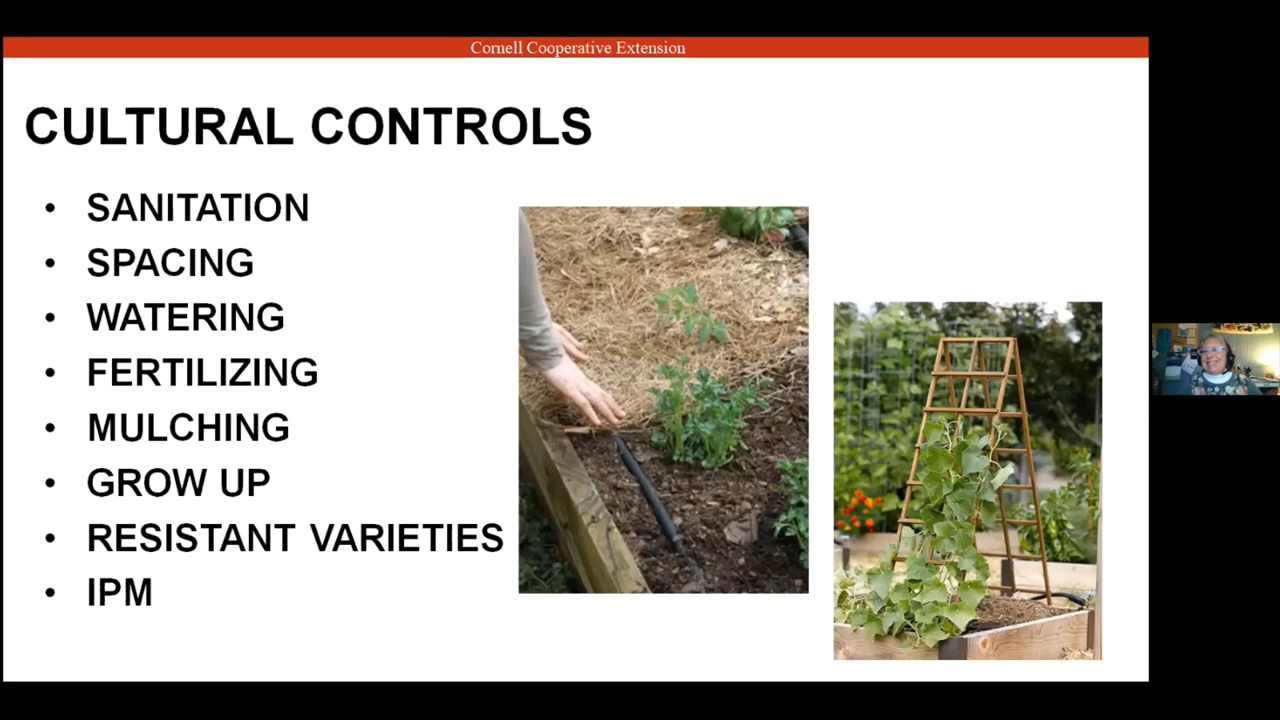 Cornell Cooperative Extension
CULTURAL CONTROLS
• SANITATION
• SPACING
• WATERING
• FERTILIZING
• MULCHING
• GROW UP
• RESISTANT VARIETIES
• IPM